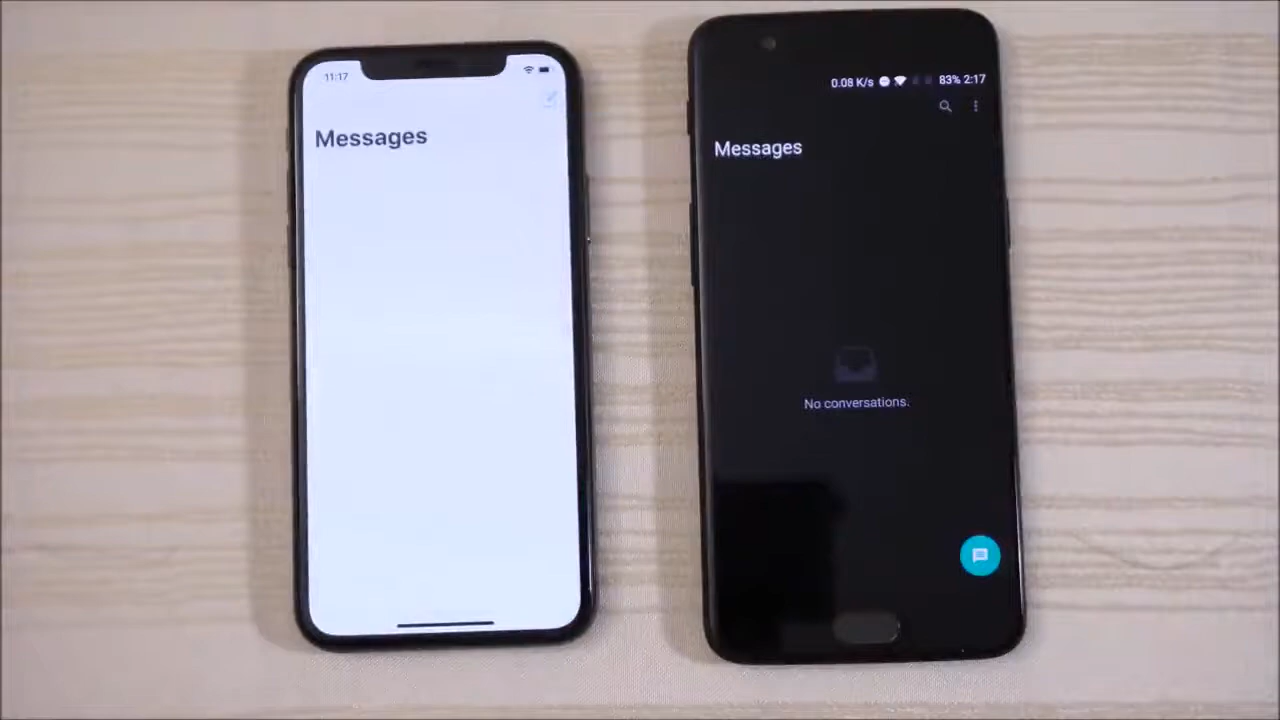 11:17
Messages
0.08 K/s 83% 2:17
Messages
No conversations.